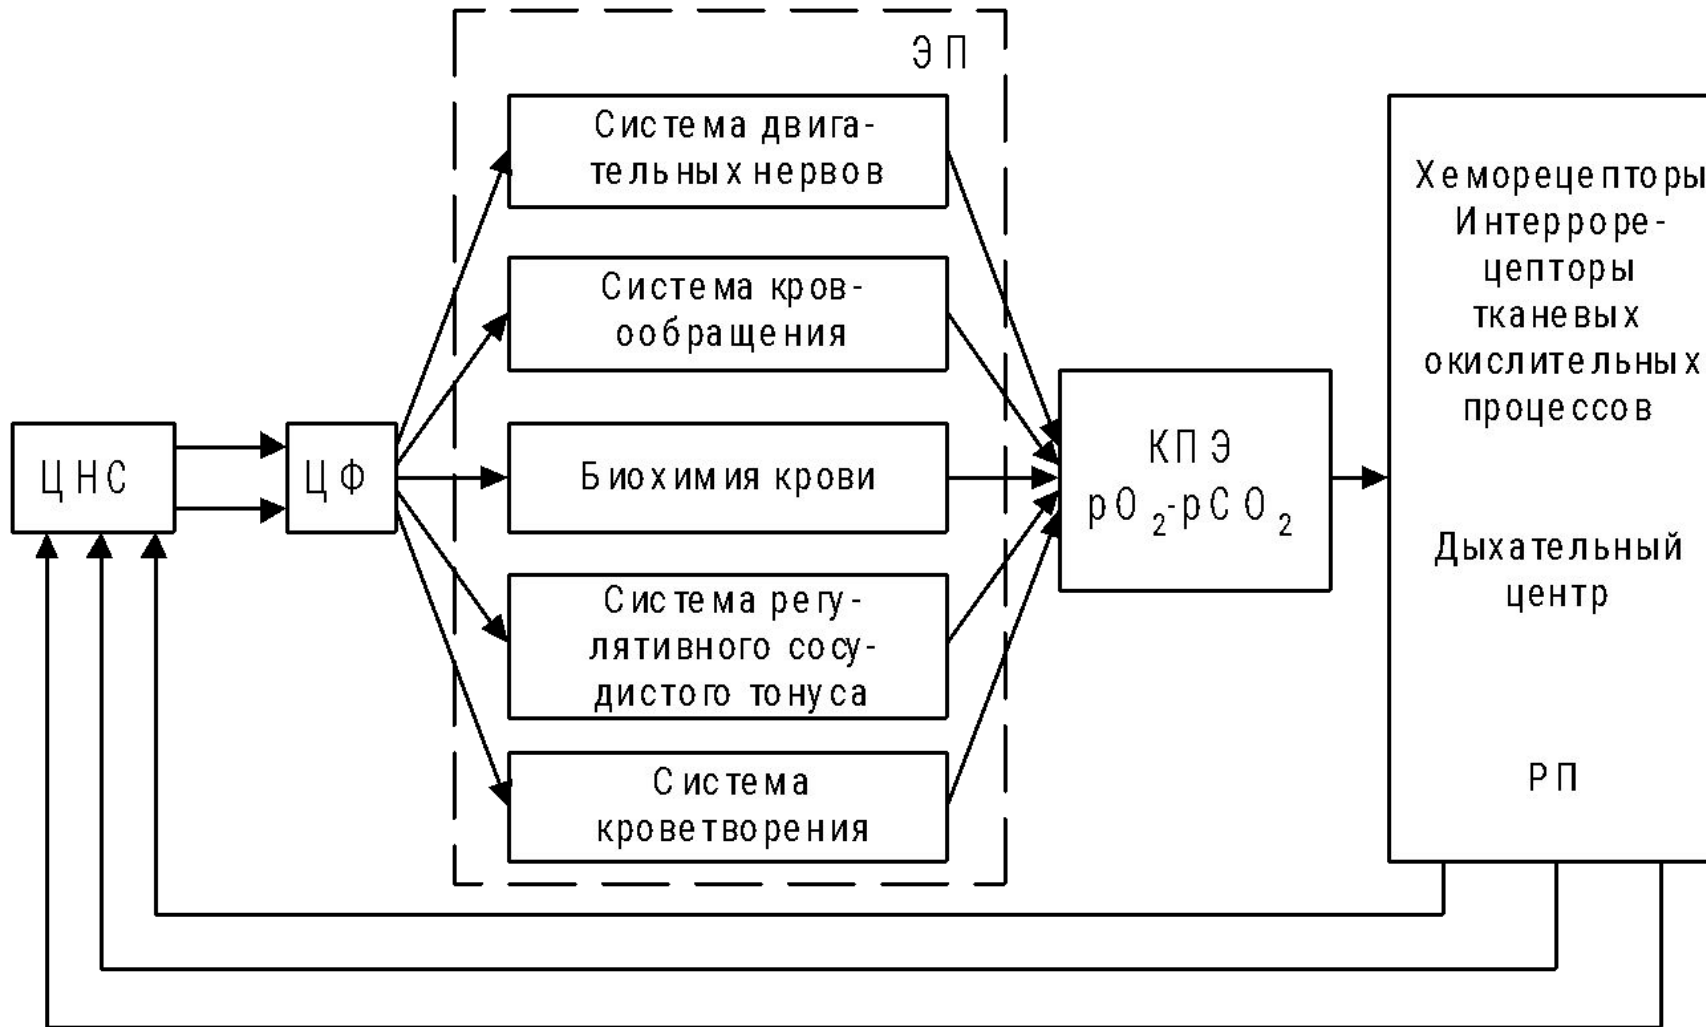 ЭП
Система двига-
тельных нервов
Система кров-
ообращения
Биохимия крови
Система регу-
лятивного сосу-
дистого тонуса
Система
кроветворения
ЦНС
ЦФ
КПЭ
pO₂-pCO₂
Хеморецепторы
Интерроре-
цепторы
тканевых
окислительных
процессов
Дыхательный
центр
РП